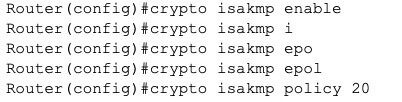 Router(config)#crypto isakmp enable
Router(config)#crypto isakmp i
Router(config)#crypto isakmp epo
Router(config)#crypto isakmp epol
Router(config)#crypto isakmp policy 20